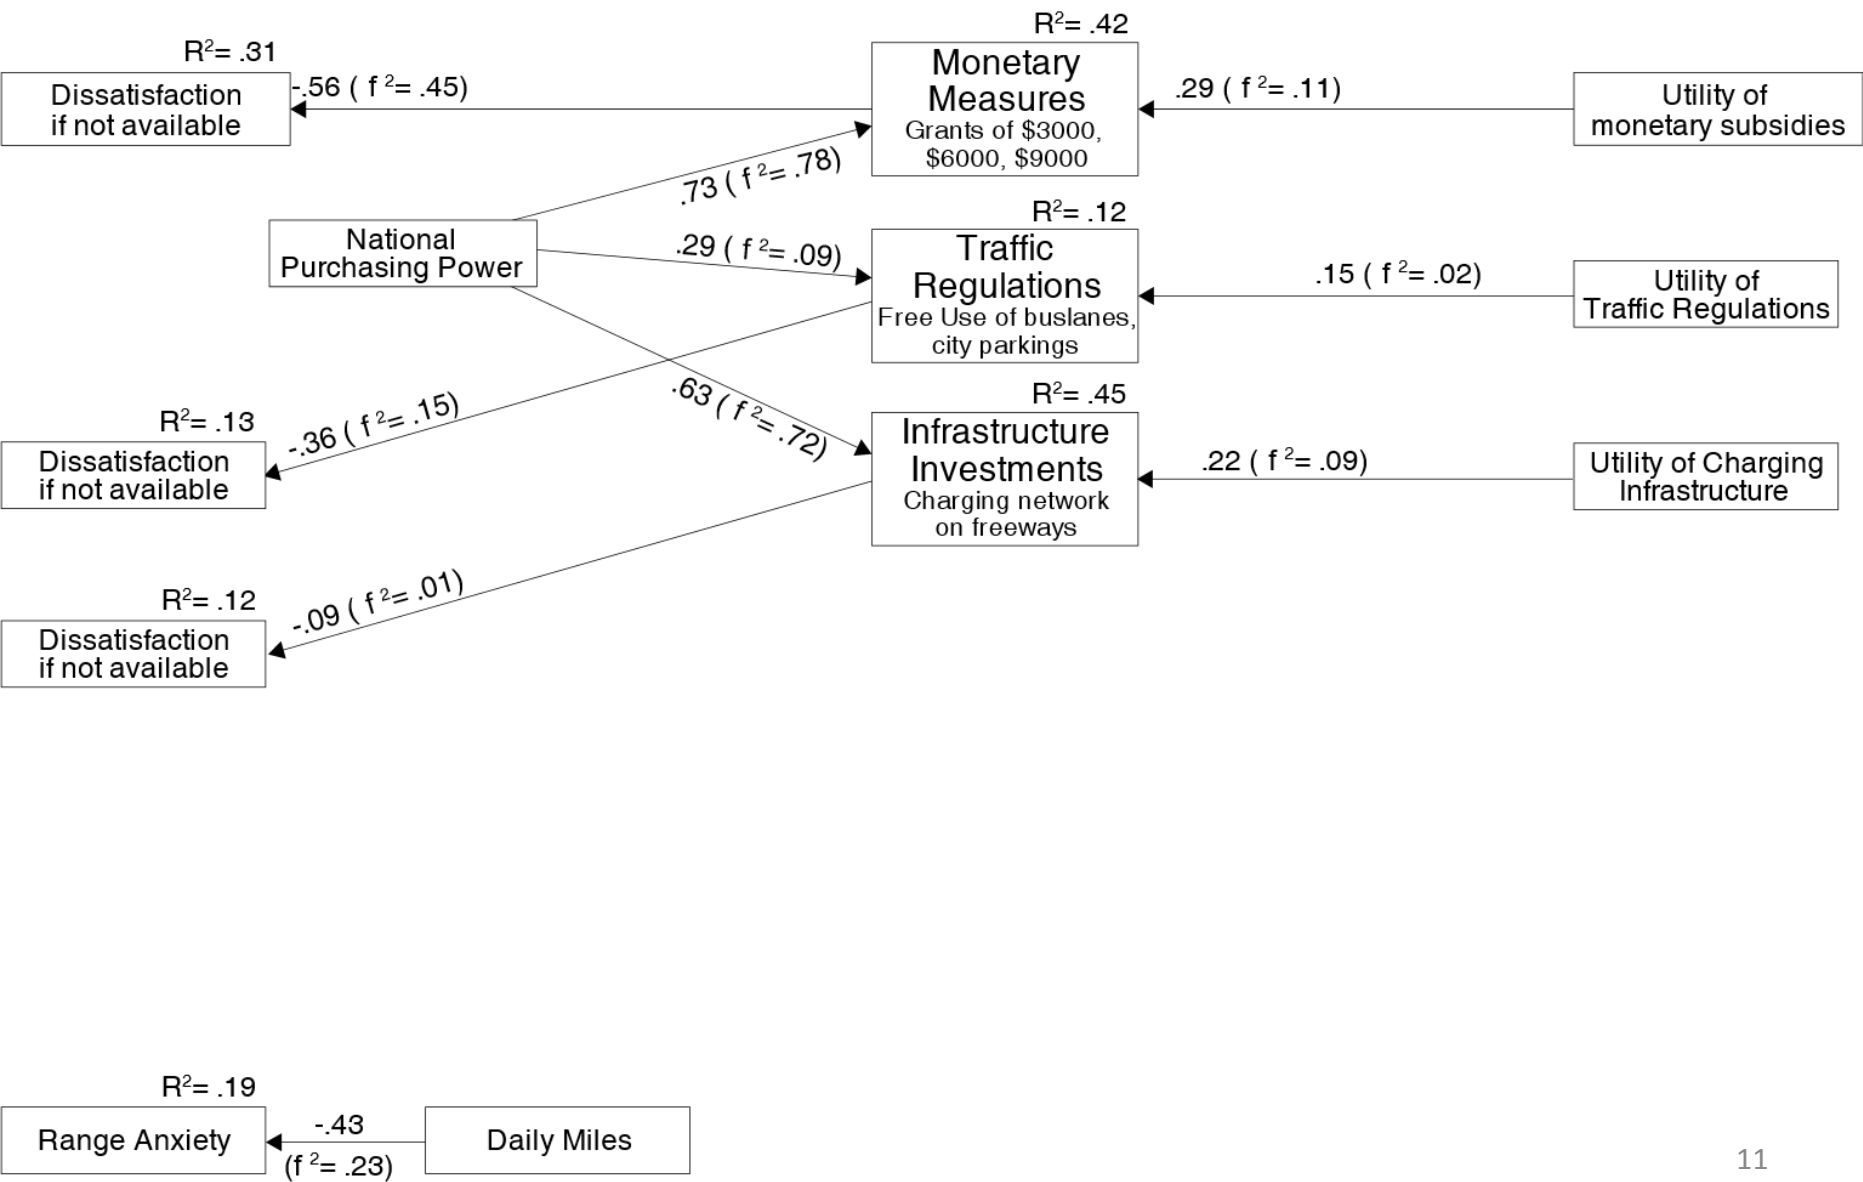 R²= .42
R²= .31
Monetary
Measures
Grants of $3000,
$6000, $9000
Dissatisfaction
if not available
-.56 ( f ²= .45)
.29 ( f ²= .11)
Utility of
monetary subsidies
.73 ( f ²= .78)
R²= .12
National
Purchasing Power
.29 ( f ²= .09)
Traffic
Regulations
Free Use of buslanes,
city parkings
.15 ( f ²= .02)
Utility of
Traffic Regulations
.63 ( f ²= .72)
R²= .45
R²= .13
-.36 ( f ²= .15)
Dissatisfaction
if not available
Infrastructure
Investments
Charging network
on freeways
.22 ( f ²= .09)
Utility of Charging
Infrastructure
R²= .12
-.09 ( f ²= .01)
Dissatisfaction
if not available
R²= .19
Range Anxiety
-.43
(f ²= .23)
Daily Miles
11